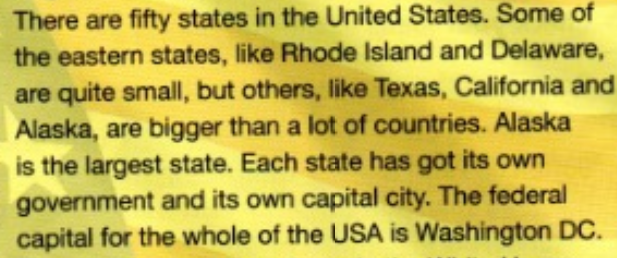 There are fifty states in the United States. Some of
the eastern states, like Rhode Island and Delaware,
are quite small, but others, like Texas, California and
Alaska, are bigger than a lot of countries. Alaska
is the largest state. Each state has got its own
government and its own capital city. The federal
capital for the whole of the USA is Washington DC.